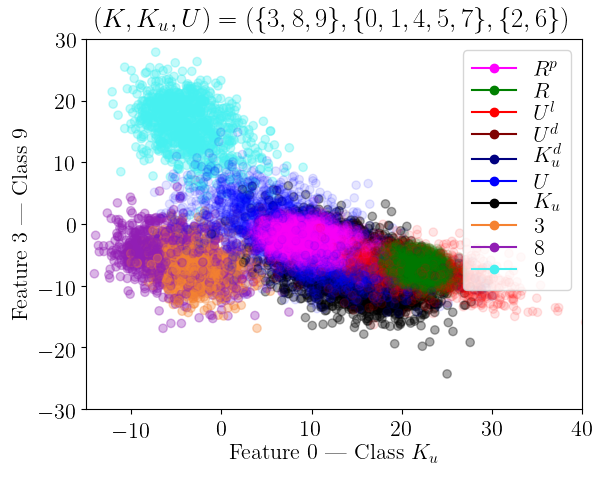 (K, K_u, U) = ({3, 8, 9}, {0, 1, 4, 5, 7}, {2, 6})
30
20
10
0
−10
−20
−30
Feature 3 — Class 9
R^p
R
U^l
U^d
K_u^d
U
K_u
3
8
9
−10
0
10
20
30
40
Feature 0 — Class K_u